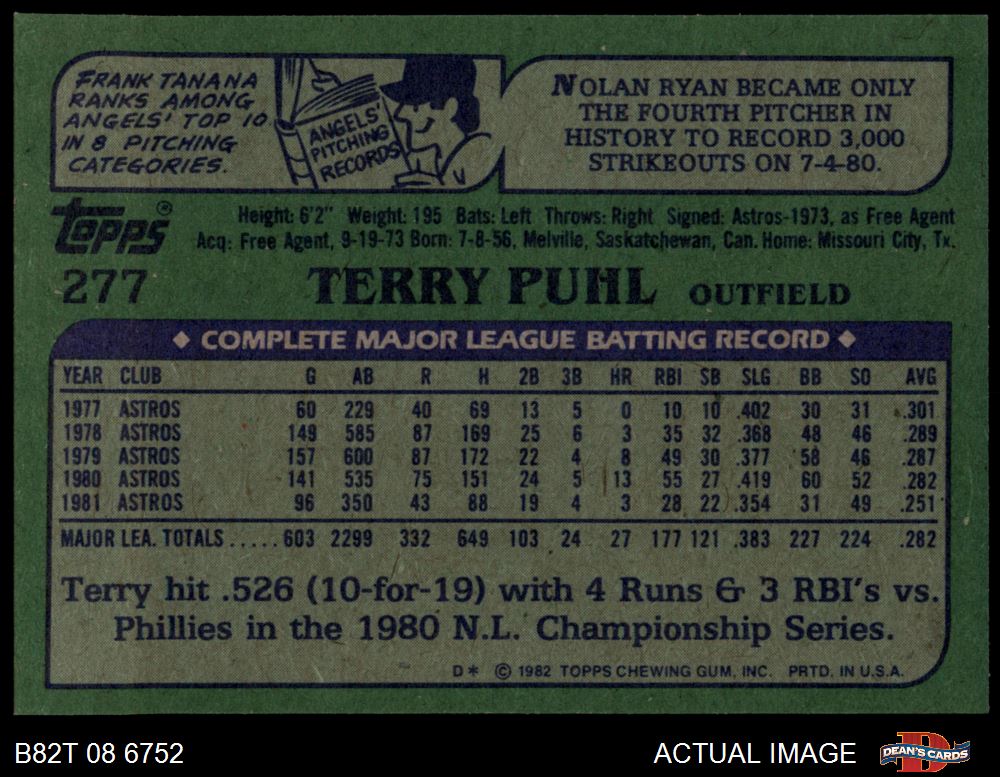 FRANK TANANA
RANKS AMONG
ANGELS' TOP 10
IN 8 PITCHING
CATEGORIES.
ANGELS'
PITCHING
RECORDS
NOLAN RYAN BECAME ONLY
THE FOURTH PITCHER IN
HISTORY TO RECORD 3,000
STRIKEOUTS ON 7-4-80.
Topps®
Height: 6'2" Weight: 195 Bats: Left Throws: Right Signed: Astros-1973, as Free Agent
Acq: Free Agent, 9-19-73 Born: 7-8-56, Melville, Saskatchewan, Can. Home: Missouri City, Tx.
277 TERRY PUHL OUTFIELD
◆ COMPLETE MAJOR LEAGUE BATTING RECORD ◆
YEAR CLUB G AB R H 2B 3B HR RBI SB SLG BB SO AVG
1977 ASTROS 60 229 40 69 13 5 0 10 10 .402 30 31 .301
1978 ASTROS 149 585 87 169 25 6 3 35 32 .368 48 46 .289
1979 ASTROS 157 600 87 172 22 4 8 49 30 .377 58 46 .287
1980 ASTROS 141 535 75 151 24 5 13 55 27 .419 60 52 .282
1981 ASTROS 96 350 43 88 19 4 3 28 22 .354 31 49 .251
MAJOR LEA. TOTALS.....603 2299 332 649 103 24 27 177 121 .383 227 224 .282
Terry hit .526 (10-for-19) with 4 Runs & 3 RBI's vs.
Phillies in the 1980 N.L. Championship Series.
D* © 1982 TOPPS CHEWING GUM, INC. PRTD. IN U.S.A.
B82T 08 6752
ACTUAL IMAGE
D
DEAN'S CARDS